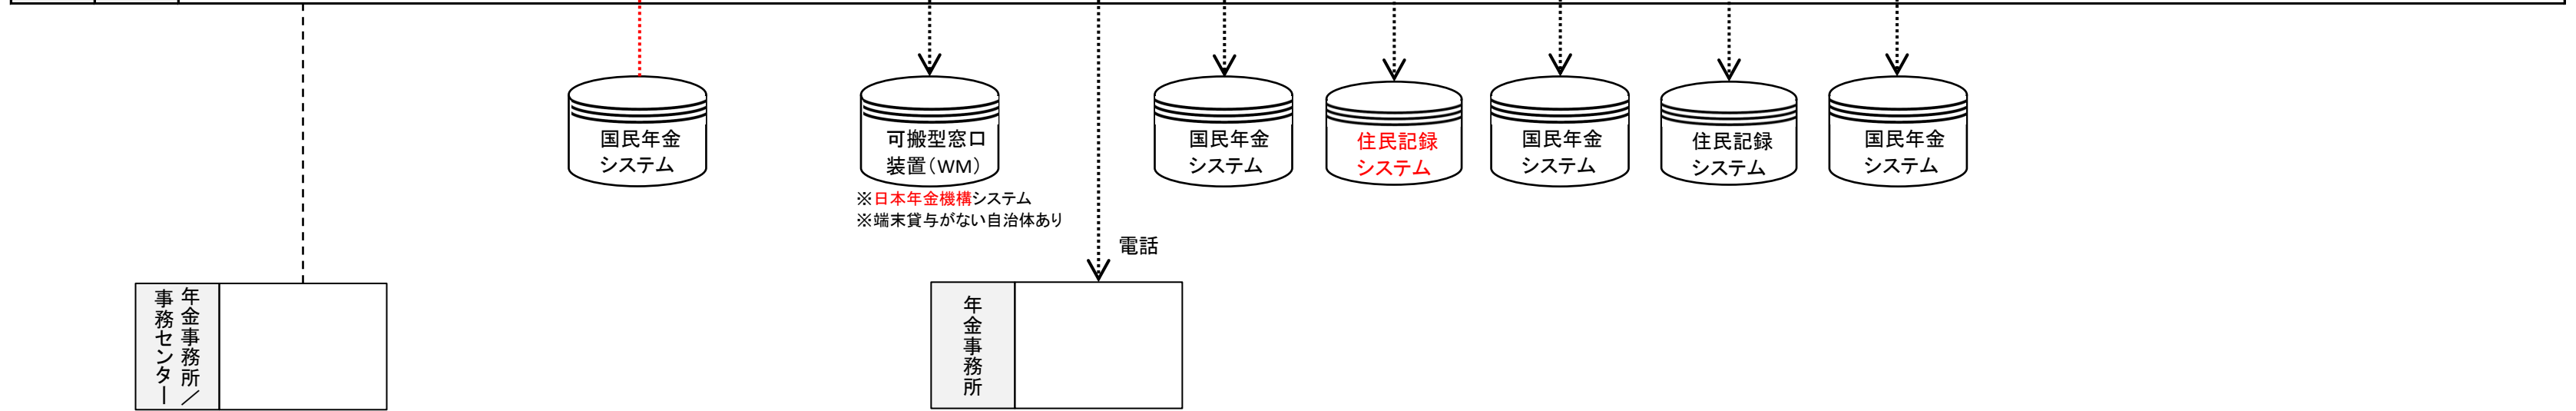 国民年金
システム
可搬型窓口
装置（WM）
※日本年金機構システム
※端末貸与がない自治体あり
国民年金
システム
住民記録
システム
国民年金
システム
住民記録
システム
国民年金
システム
電話
年金事務所／
事務センター
年金事務所